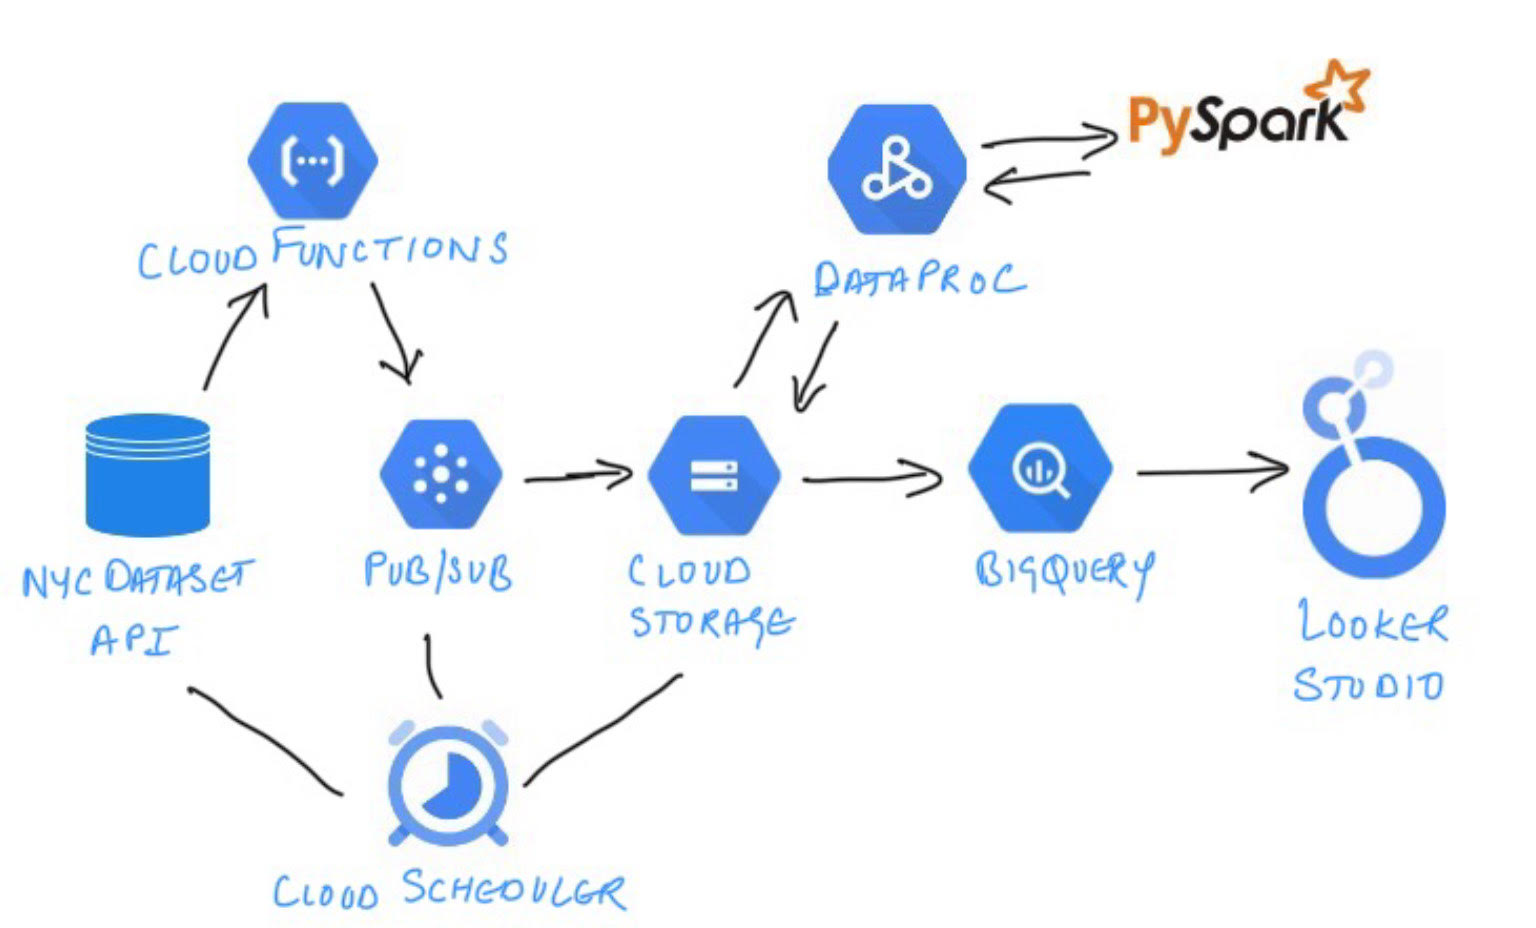 PySpark
CLOUD FUNCTIONS
DATAPROC
NYC DATASET
API
PUB/SUB
CLOUD
STORAGE
BIGQUERY
LOOKER
STUDIO
CLOUD SCHEDULER